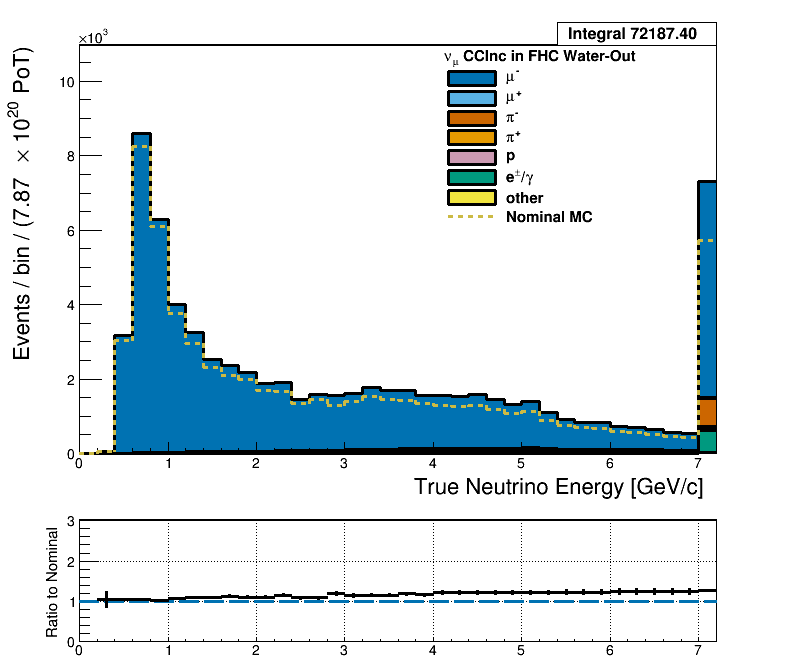 Integral 72187.40
×10³
ν_μ CCInc in FHC Water-Out
μ⁻
μ⁺
π⁻
π⁺
p
e±/γ
other
Nominal MC
10
8
6
4
2
0
Events / bin / (7.87 × 10²⁰ PoT)
0 1 2 3 4 5 6 7
True Neutrino Energy [GeV/c]
3
2
1
0
Ratio to Nominal
0 1 2 3 4 5 6 7